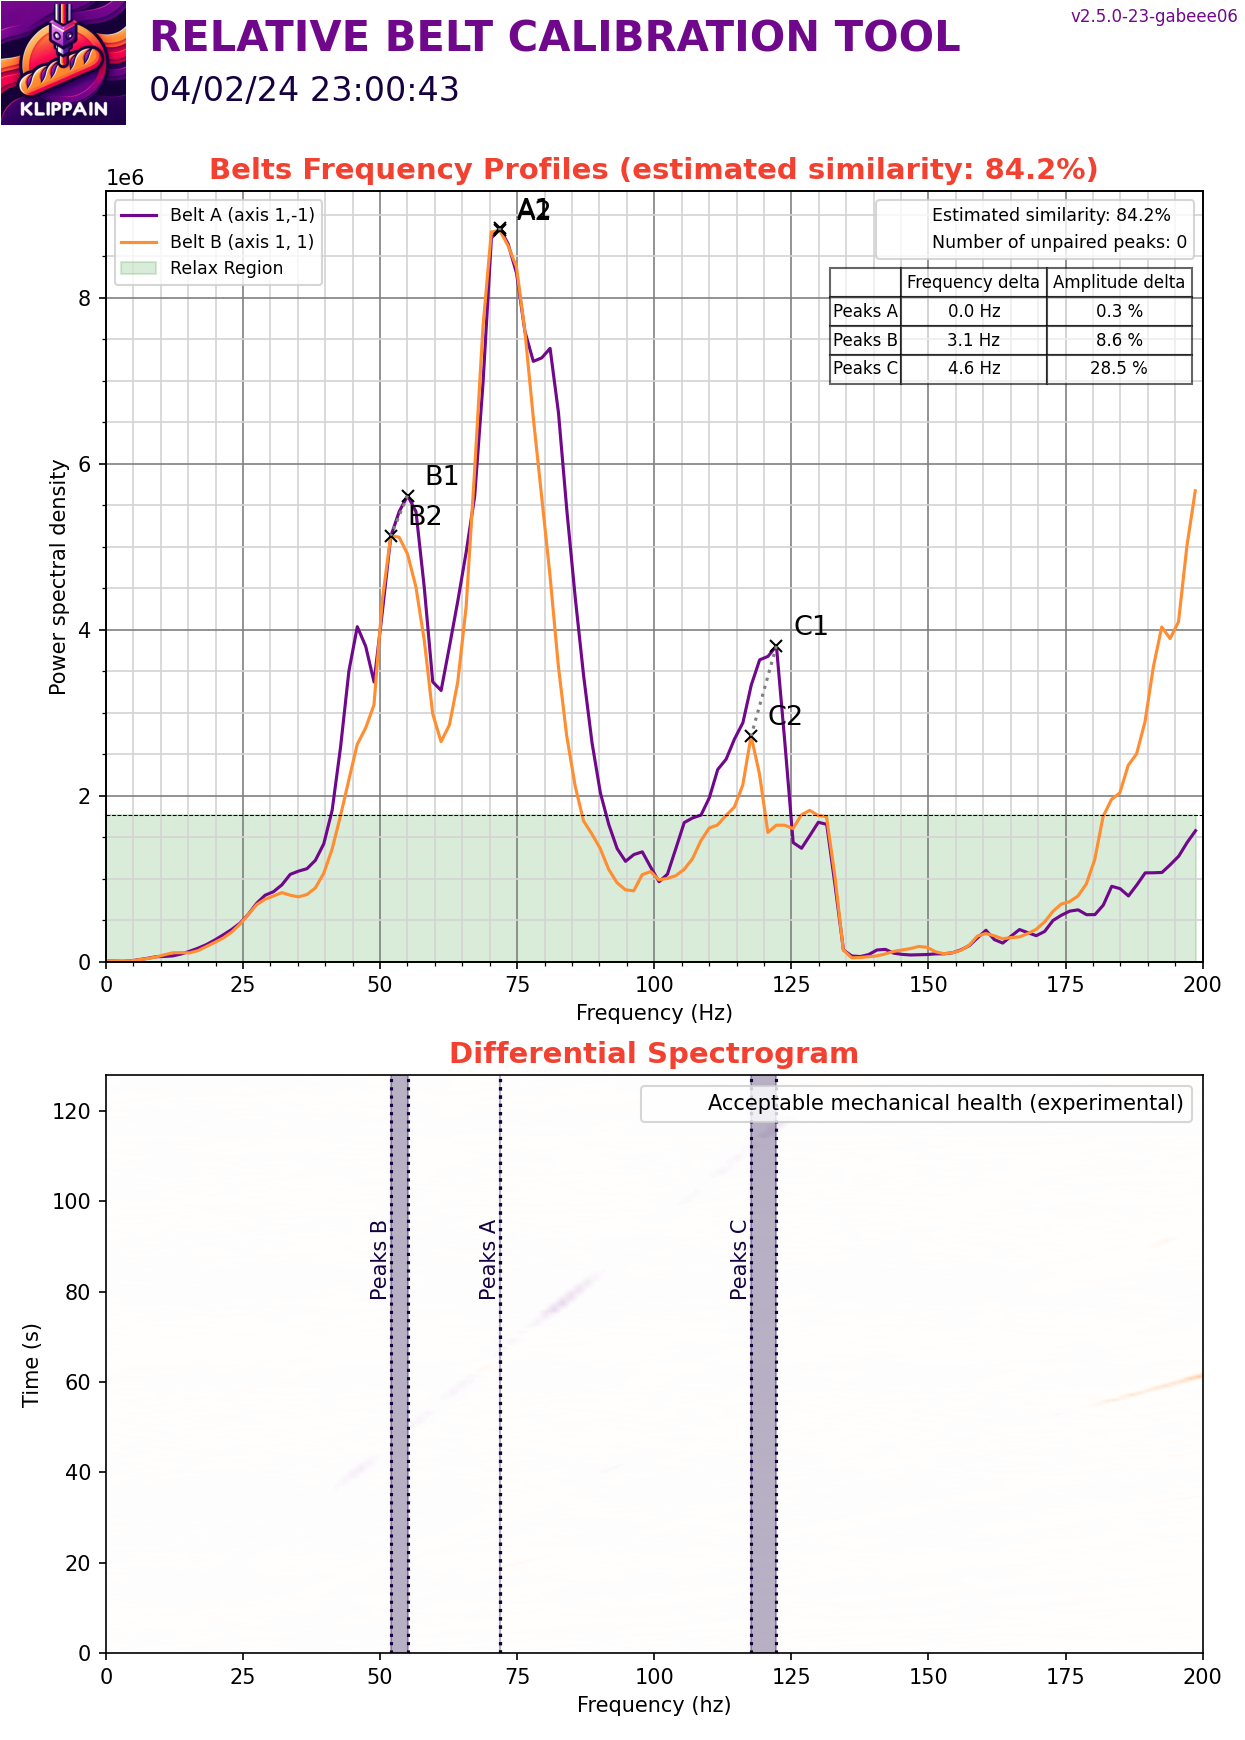 v2.5.0-23-gabeee06
RELATIVE BELT CALIBRATION TOOL
04/02/24 23:00:43
KLIPPAIN
Belts Frequency Profiles (estimated similarity: 84.2%)
1e6
Belt A (axis 1,-1)
Belt B (axis 1, 1)
Relax Region
Estimated similarity: 84.2%
Number of unpaired peaks: 0
Frequency delta Amplitude delta
Peaks A 0.0 Hz 0.3 %
Peaks B 3.1 Hz 8.6 %
Peaks C 4.6 Hz 28.5 %
A1
A2
B1
B2
C1
C2
8
6
4
2
0
Power spectral density
0 25 50 75 100 125 150 175 200
Frequency (Hz)
Differential Spectrogram
Acceptable mechanical health (experimental)
Peaks B
Peaks A
Peaks C
120
100
80
60
40
20
0
Time (s)
0 25 50 75 100 125 150 175 200
Frequency (hz)